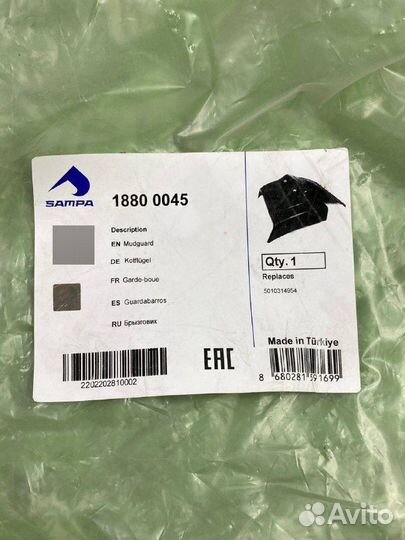 SAMPA
1880 0045
Description
EN Mudguard
DE Kotflügel
FR Garde-boue
ES Guardabarros
RU Брызговик
Qty. 1
Replaces
5010314954
2202202810002
EAC
Made in Türkiye
8 680281 591699
Avito